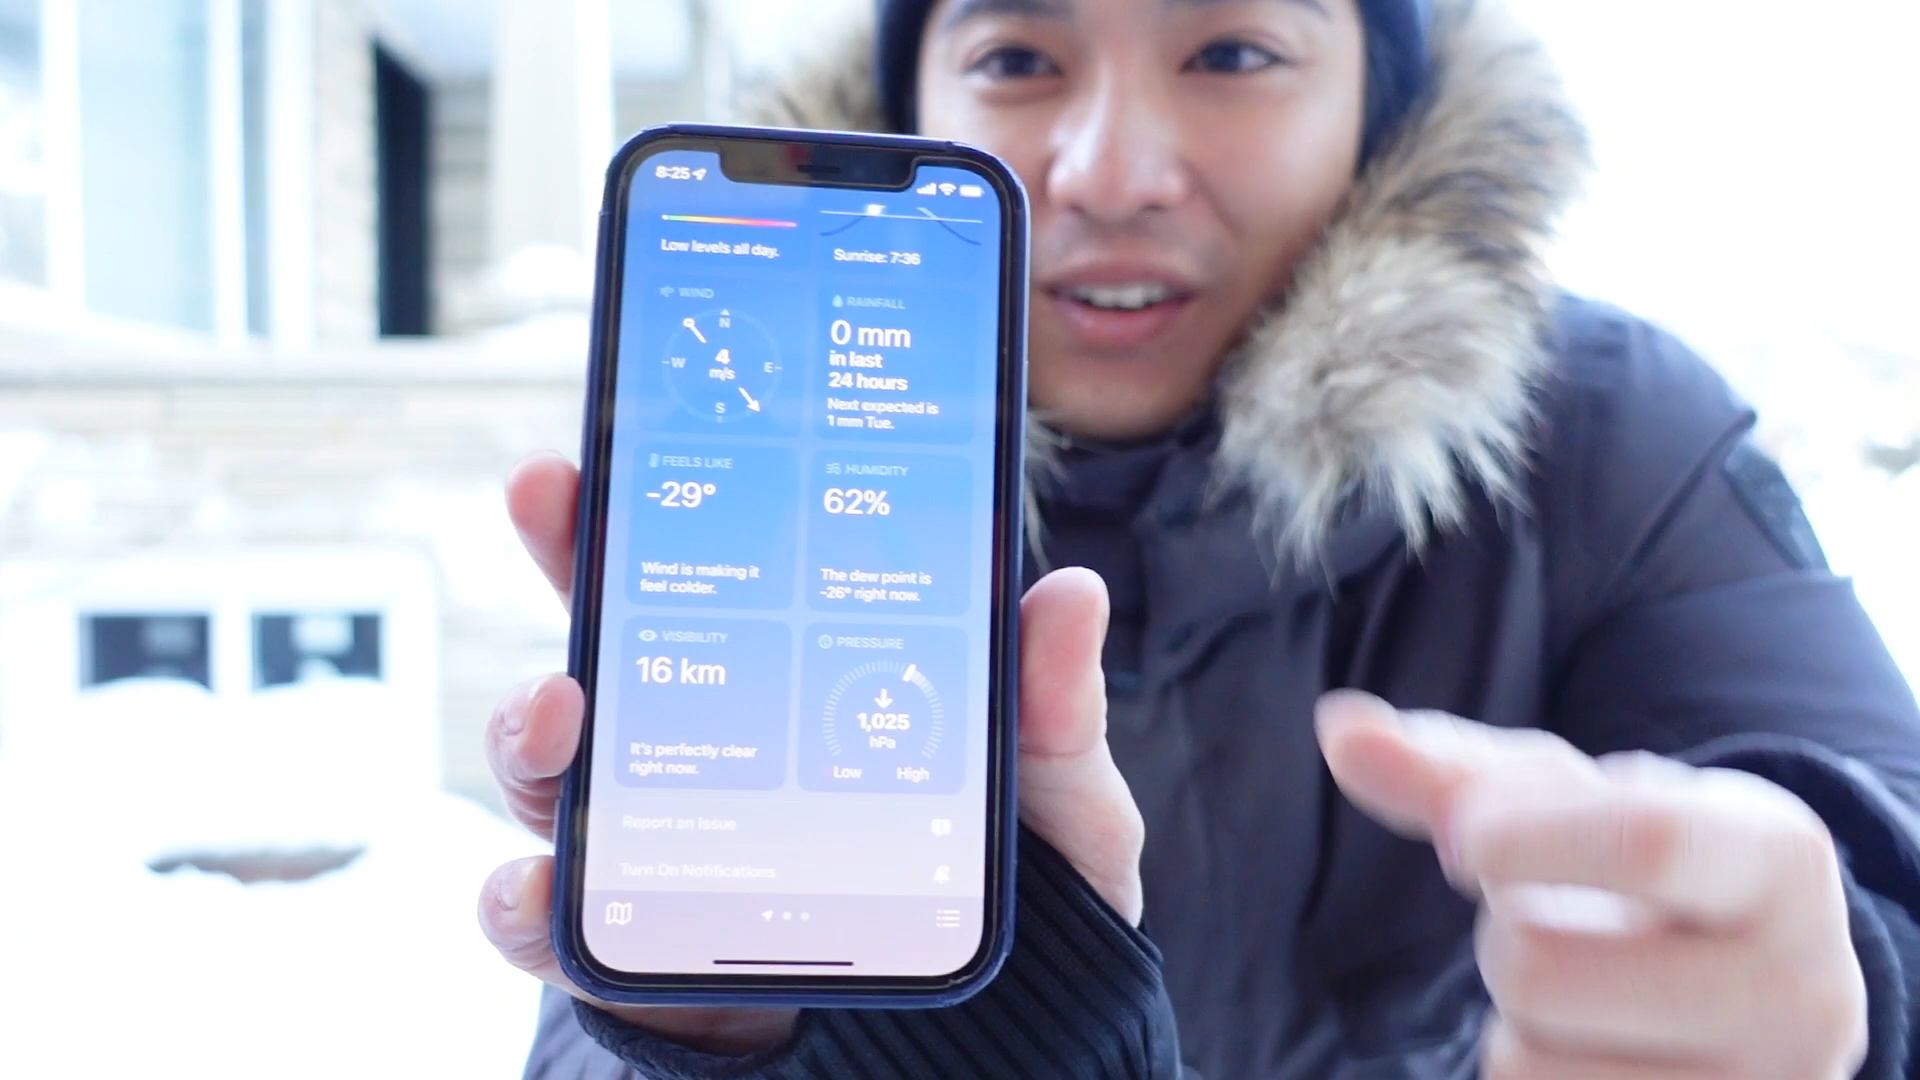 8:25
Low levels all day.
Sunrise: 7:36
WIND
N
W
4
E
m/s
S
RAINFALL
0 mm
in last
24 hours
Next expected is
1 mm Tue.
FEELS LIKE
-29°
Wind is making it
feel colder.
HUMIDITY
62%
The dew point is
-26° right now.
VISIBILITY
16 km
It's perfectly clear
right now.
PRESSURE
1,025
hPa
Low High
Report an Issue
Turn On Notifications